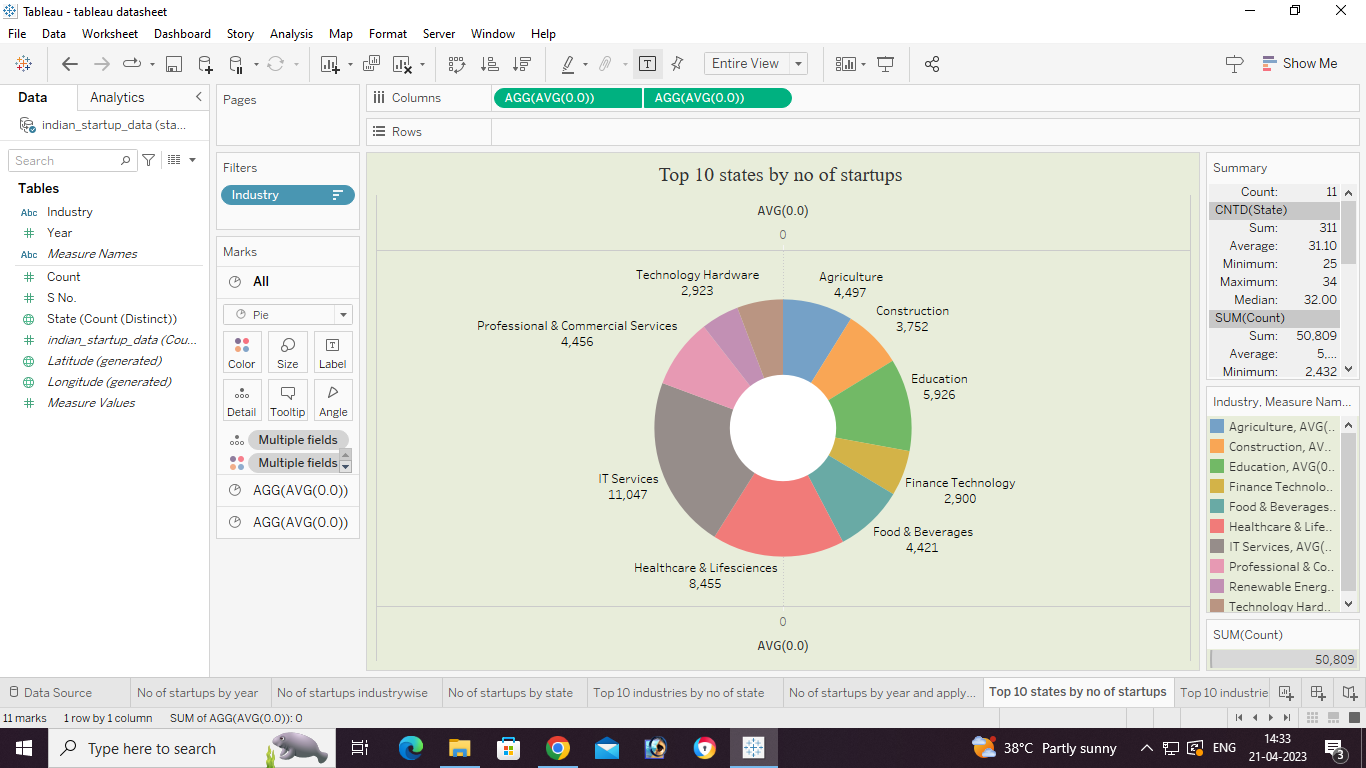 Tableau - tableau datasheet
File Data Worksheet Dashboard Story Analysis Map Format Server Window Help
Entire View
Show Me
Data Analytics
indian_startup_data (sta...
Search
Tables
Abc Industry
Year
Abc Measure Names
Count
S No.
State (Count (Distinct))
indian_startup_data (Cou...
Latitude (generated)
Longitude (generated)
Measure Values
Pages
Filters
Industry
Marks
All
Pie
Color Size Label
Detail Tooltip Angle
Multiple fields
Multiple fields
AGG(AVG(0.0))
AGG(AVG(0.0))
Columns AGG(AVG(0.0)) AGG(AVG(0.0))
Rows
Top 10 states by no of startups
AVG(0.0)
0
Technology Hardware
2,923
Agriculture
4,497
Construction
3,752
Professional & Commercial Services
4,456
Education
5,926
IT Services
11,047
Finance Technology
2,900
Food & Beverages
4,421
Healthcare & Lifesciences
8,455
0
AVG(0.0)
Summary
Count: 11
CNTD(State)
Sum: 311
Average: 31.10
Minimum: 25
Maximum: 34
Median: 32.00
SUM(Count)
Sum: 50,809
Average: 5,...
Minimum: 2,432
Industry, Measure Nam...
Agriculture, AVG(..
Construction, AV..
Education, AVG(0..
Finance Technolo..
Food & Beverages..
Healthcare & Life..
IT Services, AVG(..
Professional & Co..
Renewable Energ..
Technology Hard..
SUM(Count)
50,809
Data Source No of startups by year No of startups industrywise No of startups by state Top 10 industries by no of state No of startups by year and apply... Top 10 states by no of startups Top 10 industrie
11 marks 1 row by 1 column SUM of AGG(AVG(0.0)): 0
Type here to search
38°C Partly sunny
ENG
14:33
21-04-2023
3